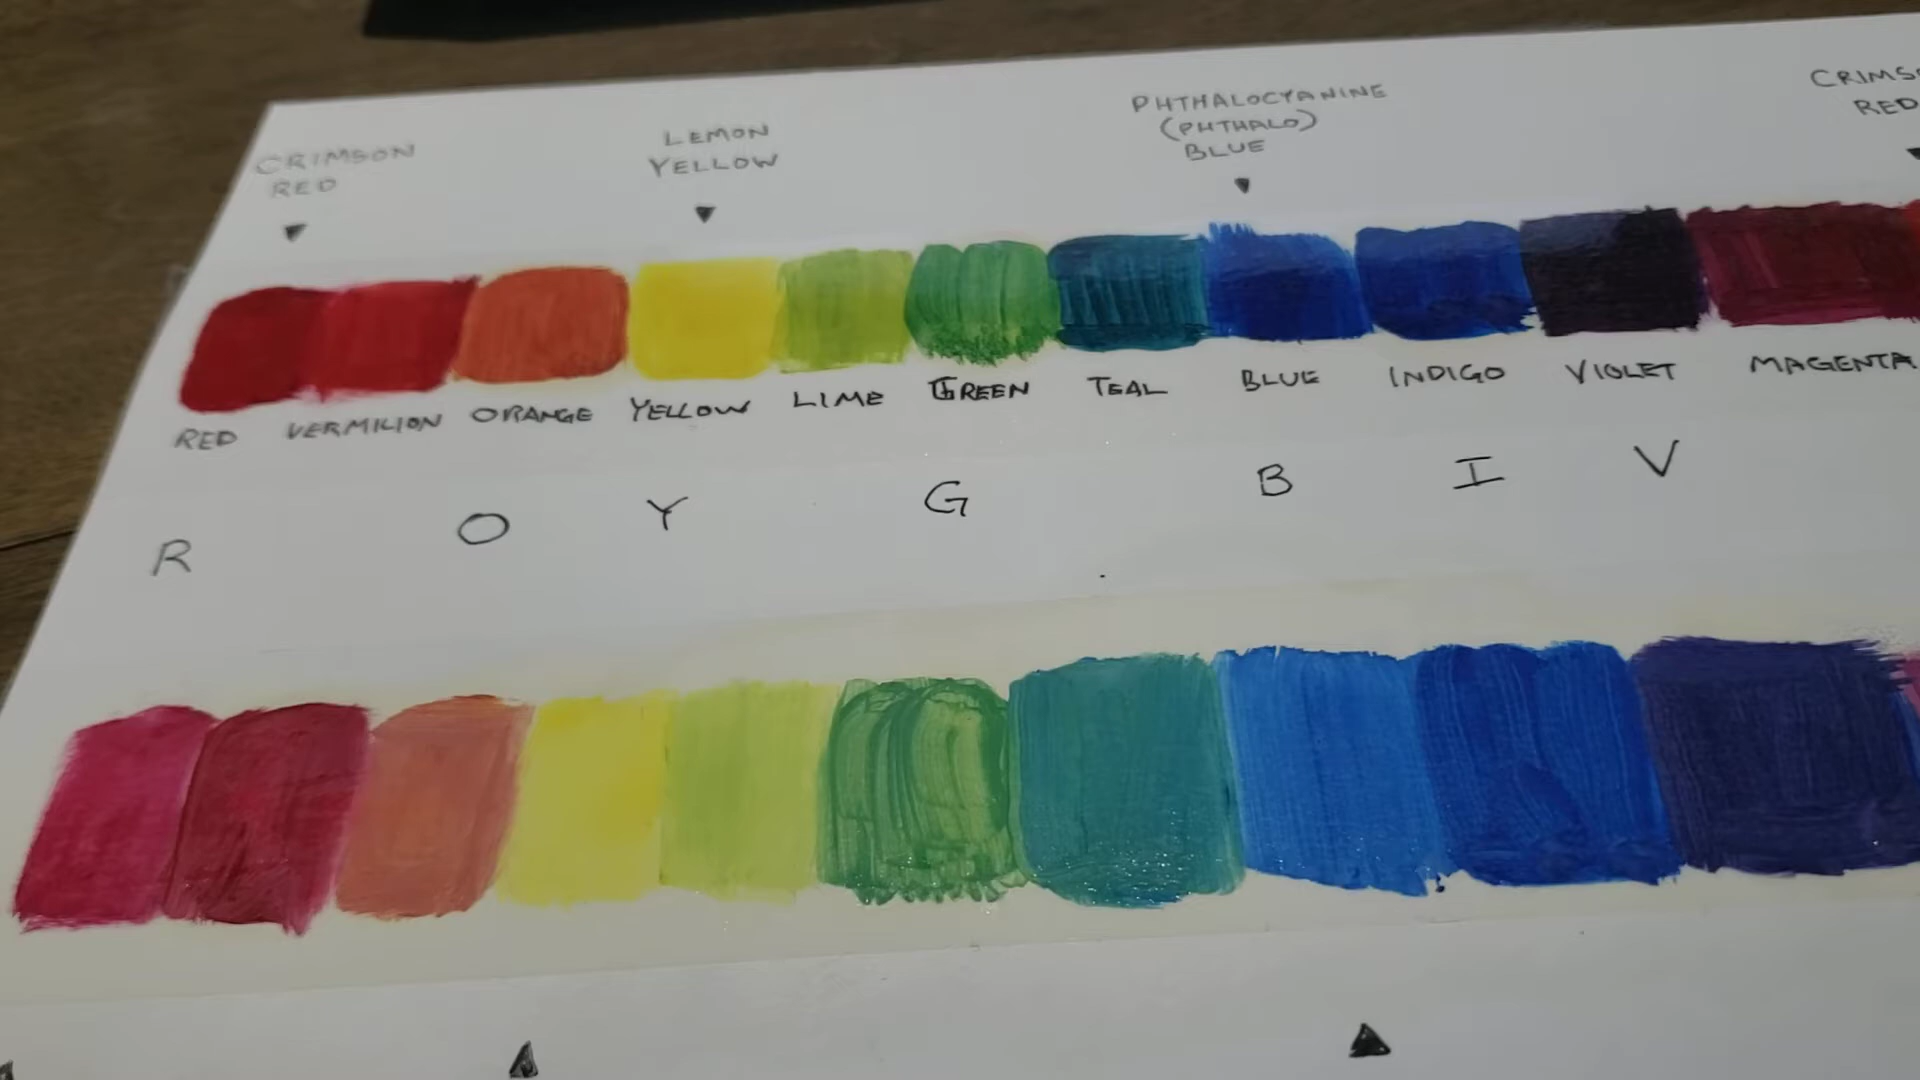 CRIMSON
RED
LEMON
YELLOW
PHTHALOCYANINE
(PHTHALO)
BLUE
CRIMS
RED
RED VERMILION ORANGE YELLOW LIME GREEN TEAL BLUE INDIGO VIOLET MAGENTA
R O Y G B I V